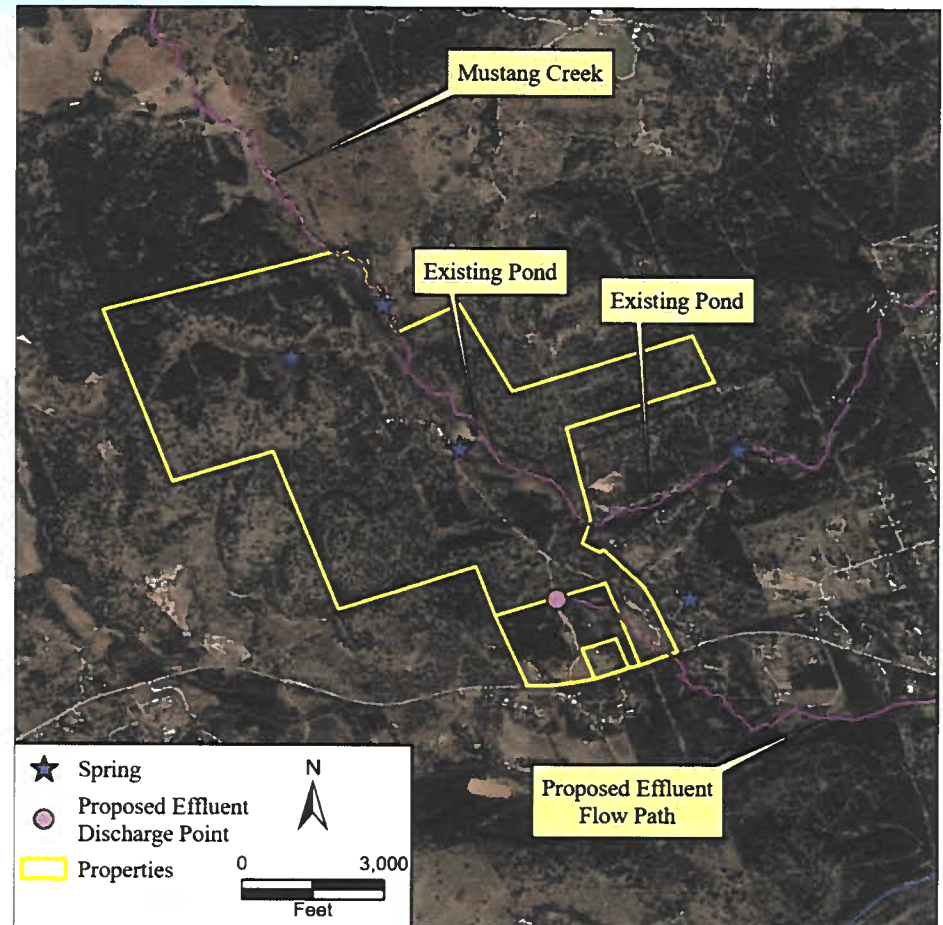 Mustang Creek
Existing Pond
Existing Pond
Proposed Effluent
Flow Path
Spring
Proposed Effluent
Discharge Point
Properties
N
0 3,000
Feet